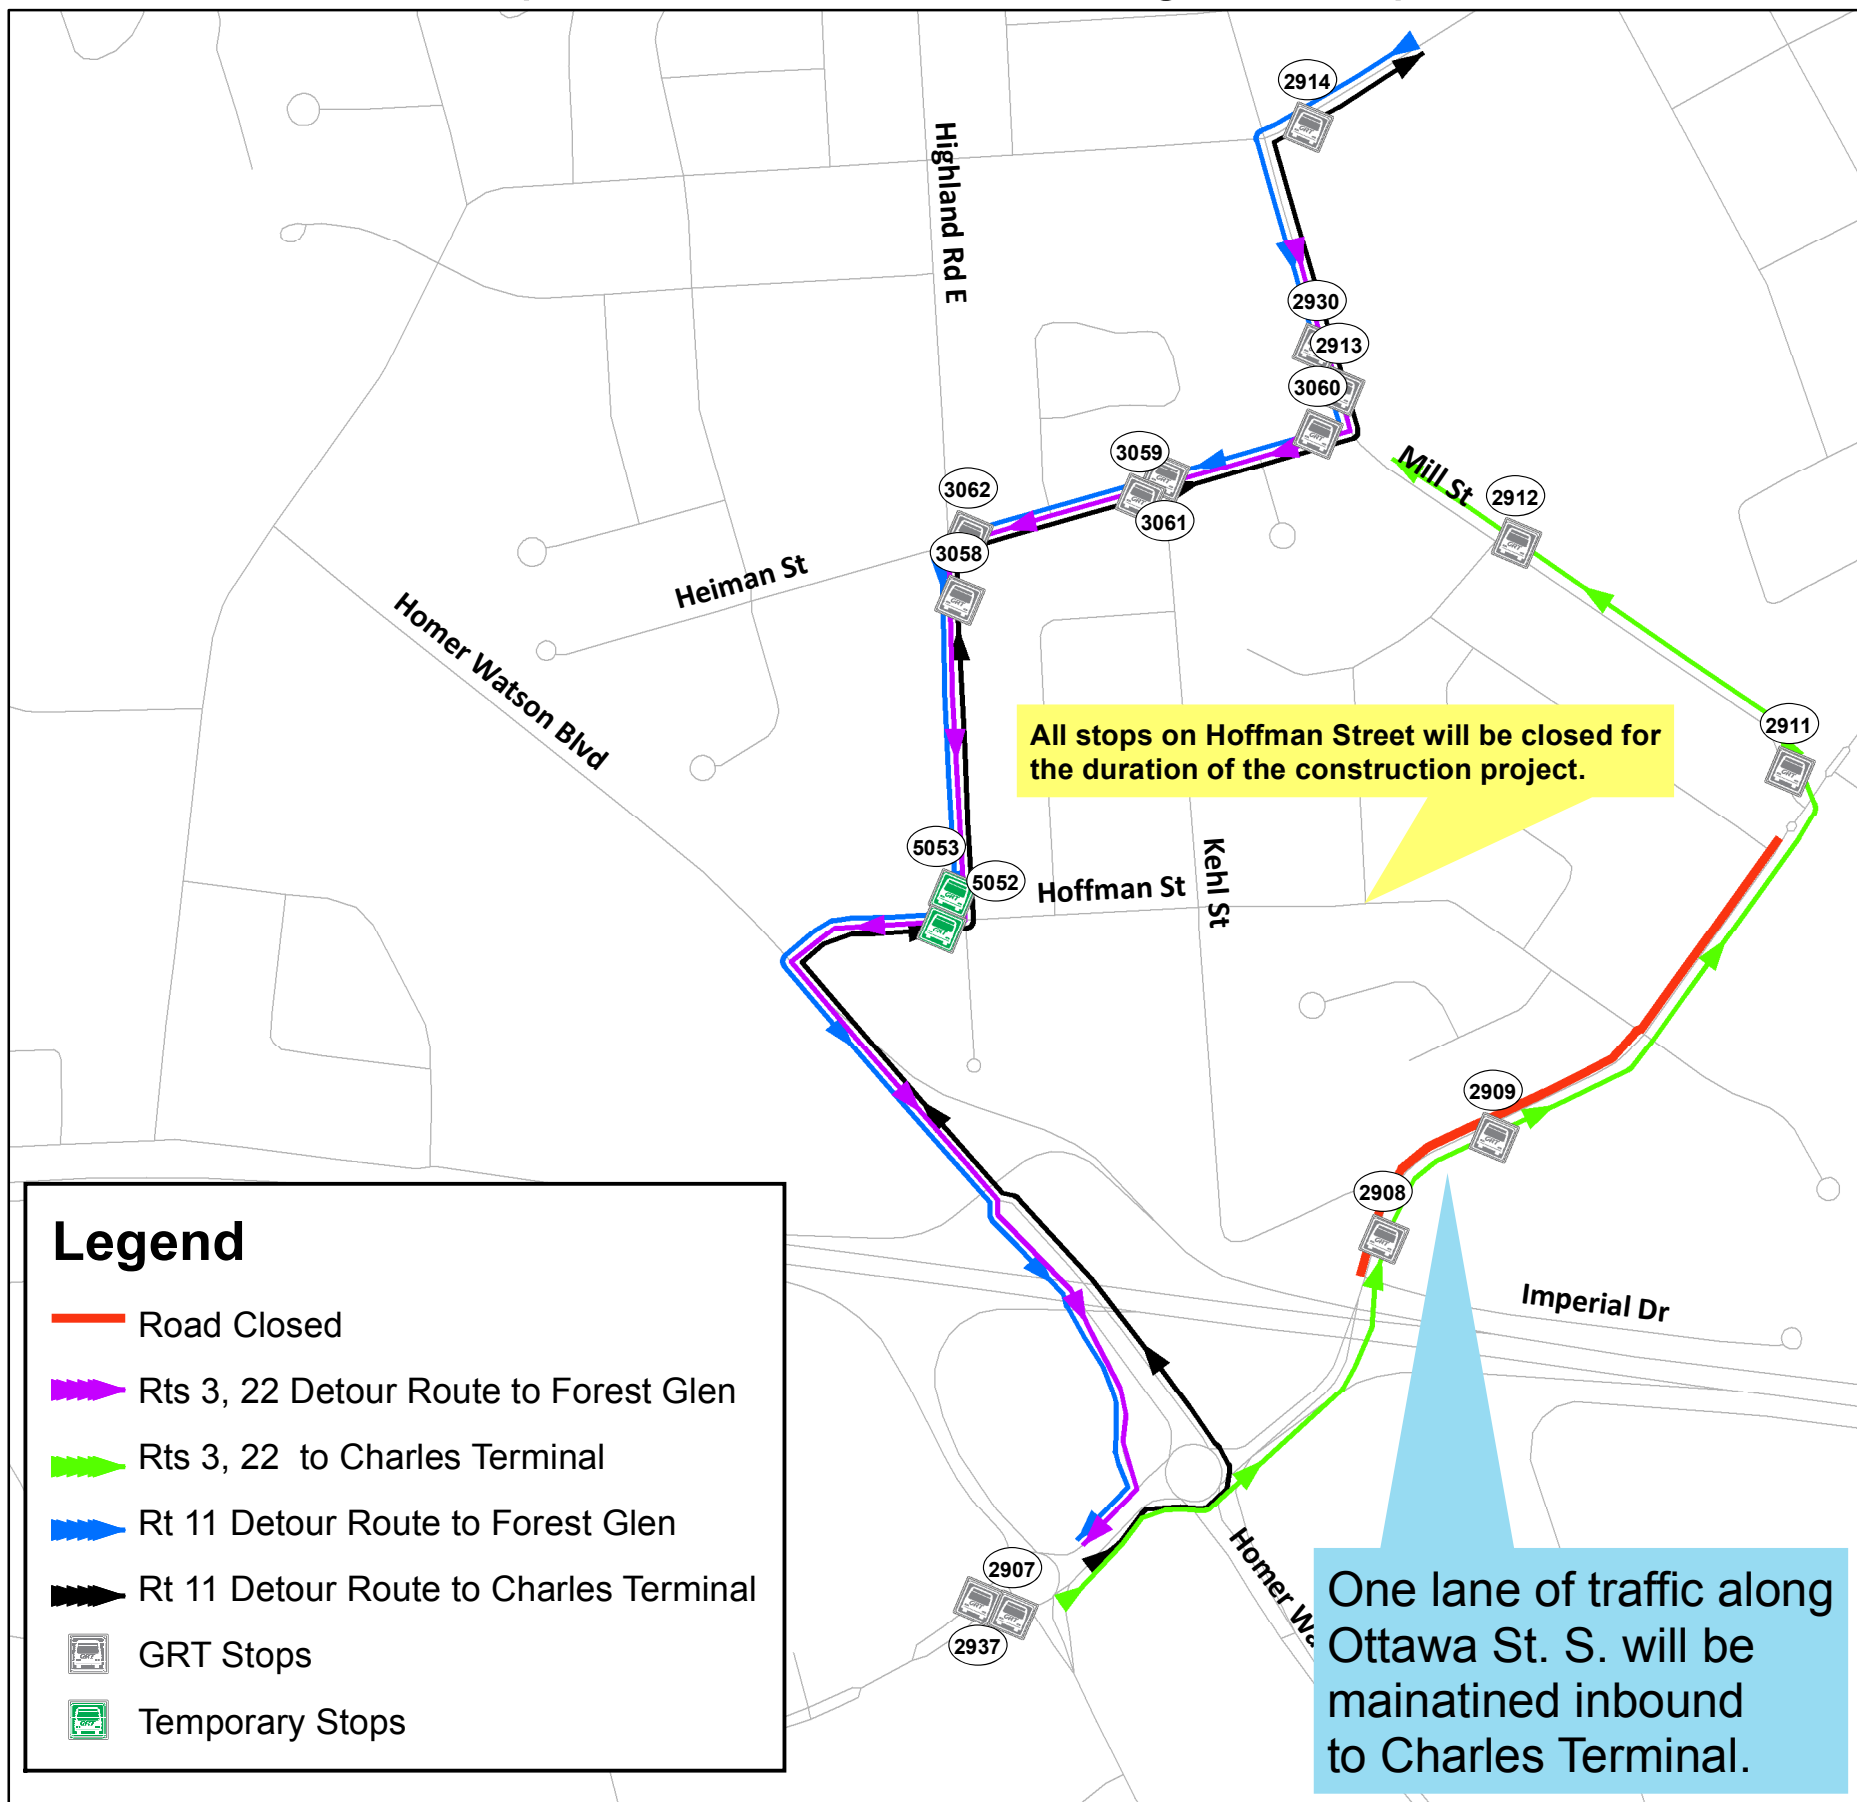 2914
Highland Rd E
2930
2913
3060
3059
3062
3061
Mill St
2912
3058
Heiman St
Homer Watson Blvd
All stops on Hoffman Street will be closed for
the duration of the construction project.
2911
5053
5052
Hoffman St
Kehl St
2909
2908
Imperial Dr
Legend
Road Closed
Rts 3, 22 Detour Route to Forest Glen
Rts 3, 22 to Charles Terminal
Rt 11 Detour Route to Forest Glen
Rt 11 Detour Route to Charles Terminal
GRT Stops
Temporary Stops
2907
2937
Homer
One lane of traffic along
Ottawa St. S. will be
mainatined inbound
to Charles Terminal.